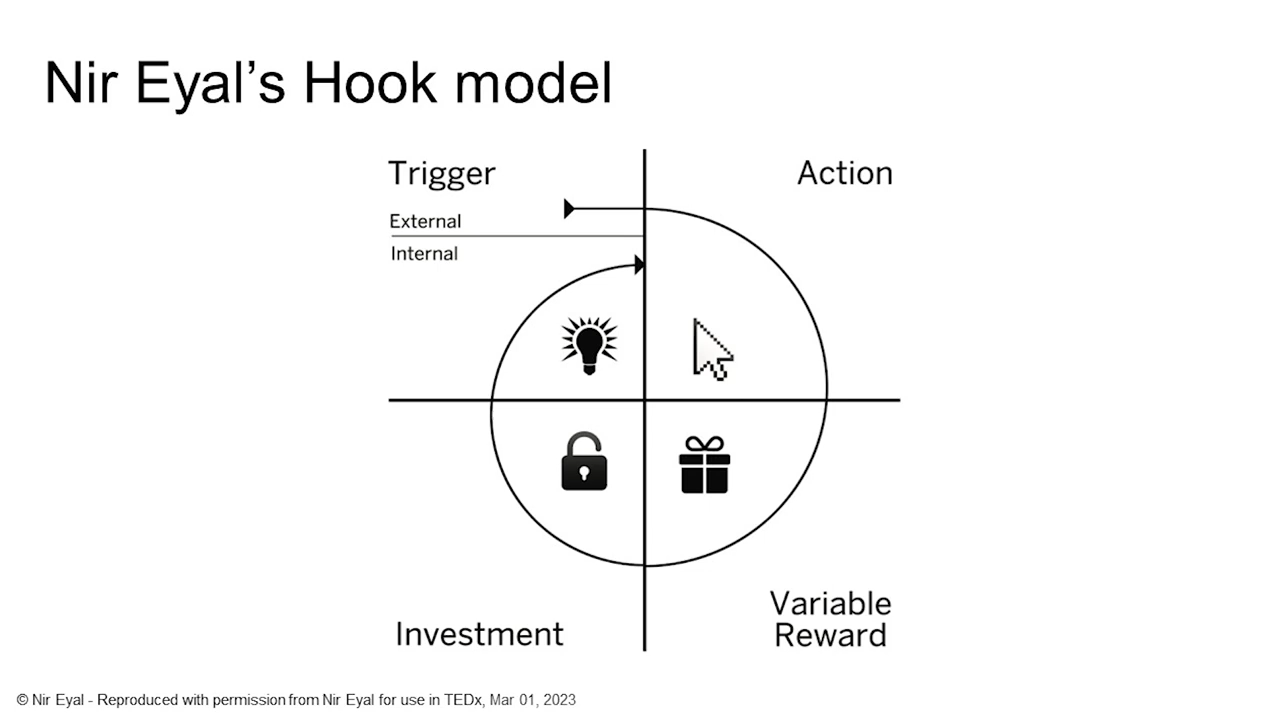 Nir Eyal’s Hook model
Trigger
Action
External
Internal
Investment
Variable
Reward
© Nir Eyal - Reproduced with permission from Nir Eyal for use in TEDx, Mar 01, 2023